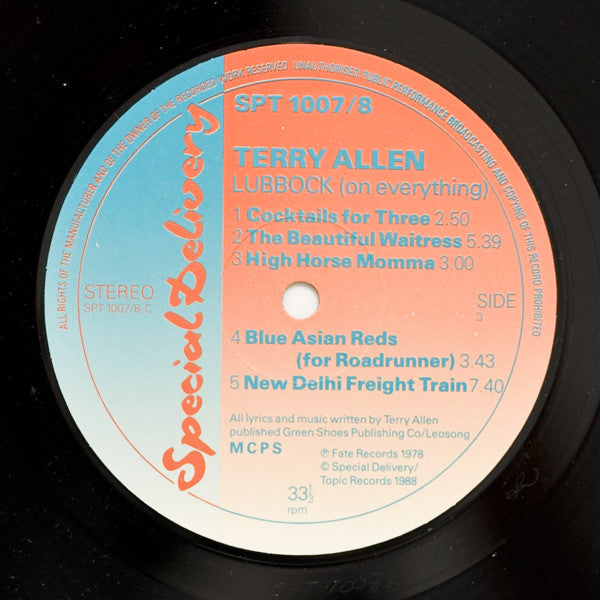 ALL RIGHTS OF THE MANUFACTURER AND OF THE OWNER OF THE RECORDED WORK RESERVED UNAUTHORISED PUBLIC PERFORMANCE BROADCASTING AND COPYING OF THIS RECORD PROHIBITED
Special Delivery
SPT 1007/8
TERRY ALLEN
LUBBOCK (on everything)
1 Cocktails for Three 2.50
2 The Beautiful Waitress 5.39
3 High Horse Momma 3.00
STEREO
SPT 1007/8-C
SIDE
3
4 Blue Asian Reds
(for Roadrunner) 3.43
5 New Delhi Freight Train 7.40
All lyrics and music written by Terry Allen
published Green Shoes Publishing Co/Leosong
MCPS
℗ Fate Records 1978
© Special Delivery/
Topic Records 1988
33⅓
rpm